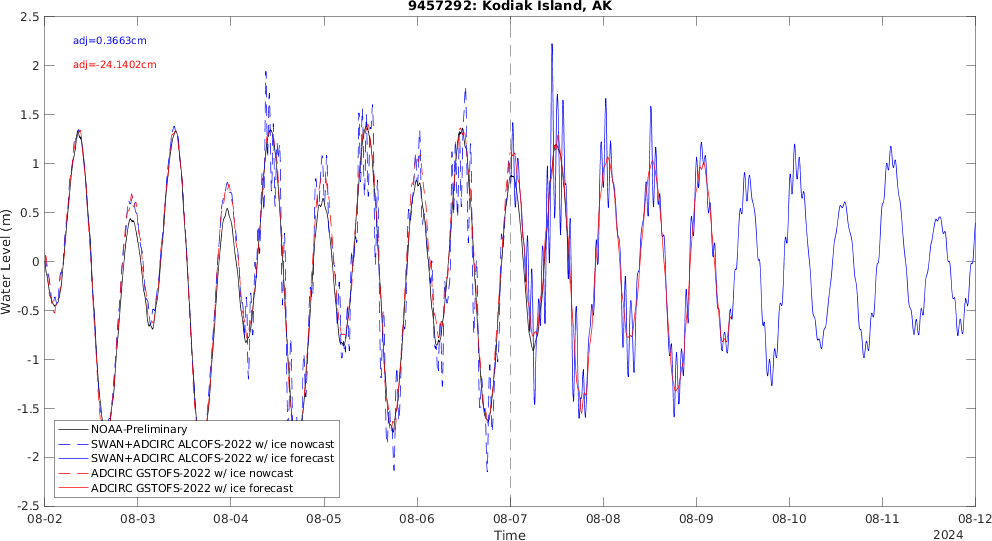 9457292: Kodiak Island, AK
adj=0.3663cm
adj=-24.1402cm
2.5
2
1.5
1
0.5
0
-0.5
-1
-1.5
-2
-2.5
Water Level (m)
NOAA-Preliminary
SWAN+ADCIRC ALCOFS-2022 w/ ice nowcast
SWAN+ADCIRC ALCOFS-2022 w/ ice forecast
ADCIRC GSTOFS-2022 w/ ice nowcast
ADCIRC GSTOFS-2022 w/ ice forecast
08-02 08-03 08-04 08-05 08-06 08-07 08-08 08-09 08-10 08-11 08-12
Time
2024